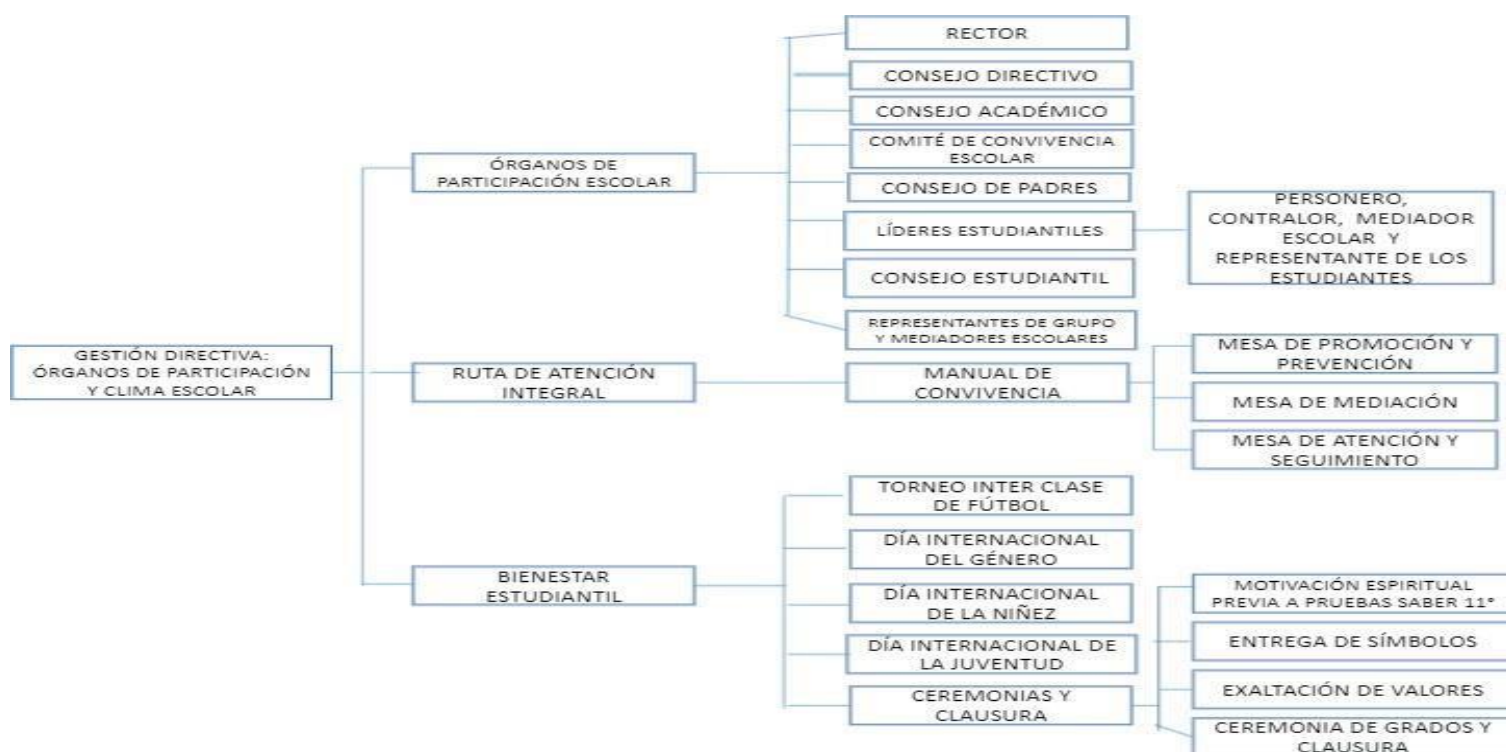 GESTIÓN DIRECTIVA:
ÓRGANOS DE PARTICIPACIÓN
Y CLIMA ESCOLAR
ÓRGANOS DE
PARTICIPACIÓN ESCOLAR
RECTOR
CONSEJO DIRECTIVO
CONSEJO ACADÉMICO
COMITÉ DE CONVIVENCIA
ESCOLAR
CONSEJO DE PADRES
LÍDERES ESTUDIANTILES
PERSONERO,
CONTRALOR, MEDIADOR
ESCOLAR Y
REPRESENTANTE DE LOS
ESTUDIANTES
CONSEJO ESTUDIANTIL
REPRESENTANTES DE GRUPO
Y MEDIADORES ESCOLARES
RUTA DE ATENCIÓN
INTEGRAL
MANUAL DE
CONVIVENCIA
MESA DE PROMOCIÓN Y
PREVENCIÓN
MESA DE MEDIACIÓN
MESA DE ATENCIÓN Y
SEGUIMIENTO
BIENESTAR
ESTUDIANTIL
TORNEO INTER CLASE
DE FÚTBOL
DÍA INTERNACIONAL
DEL GÉNERO
DÍA INTERNACIONAL
DE LA NIÑEZ
DÍA INTERNACIONAL DE
LA JUVENTUD
CEREMONIAS Y
CLAUSURA
MOTIVACIÓN ESPIRITUAL
PREVIA A PRUEBAS SABER 11°
ENTREGA DE SÍMBOLOS
EXALTACIÓN DE VALORES
CEREMONIA DE GRADOS Y
CLAUSURA